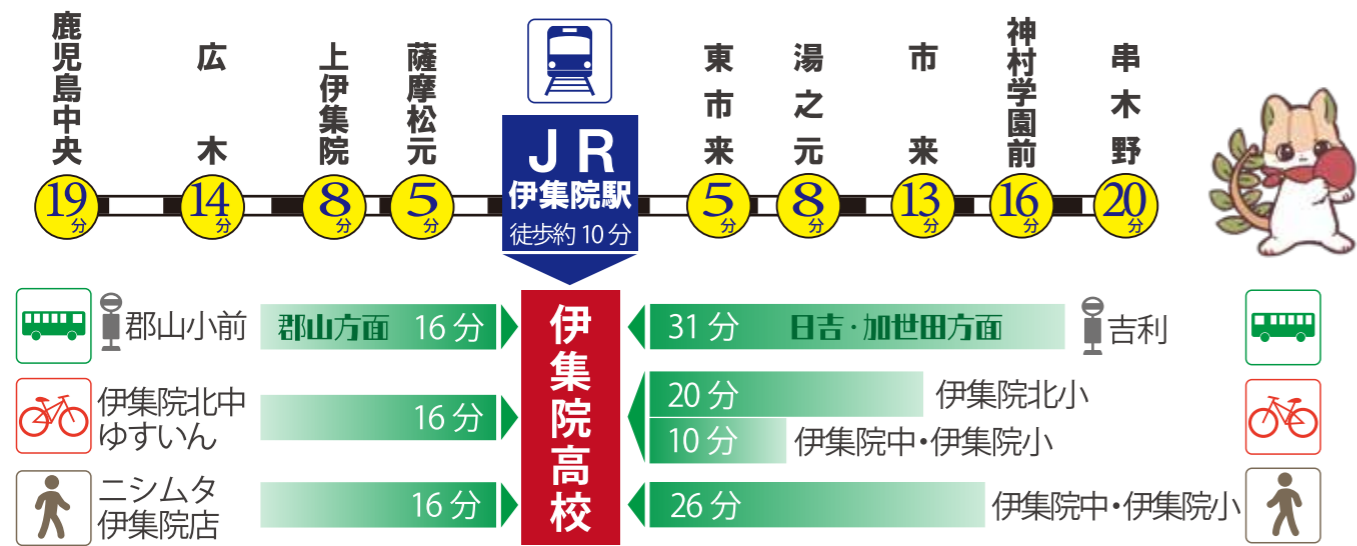 鹿児島中央
広木
上伊集院
薩摩松元
東市来
湯之元
市来
神村学園前
串木野
19分
14分
8分
5分
JR
伊集院駅
徒歩約10分
5分
8分
13分
16分
20分
郡山小前
郡山方面 16分
伊集院高校
31分 日吉・加世田方面
吉利
伊集院北中
ゆすいん
16分
20分
伊集院北小
10分
伊集院中・伊集院小
ニシムタ
伊集院店
16分
26分
伊集院中・伊集院小